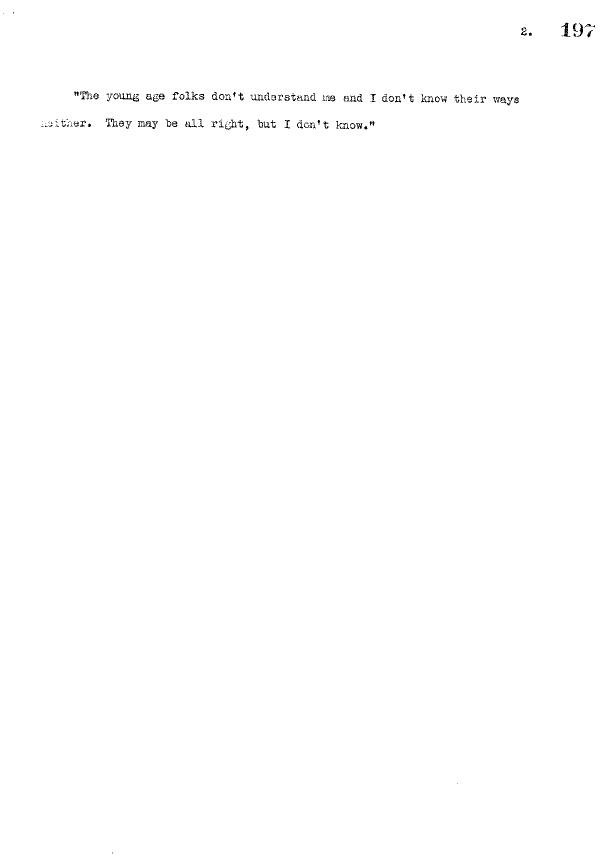 2. 197
"The young age folks don't understand me and I don't know their ways
neither. They may be all right, but I don't know."